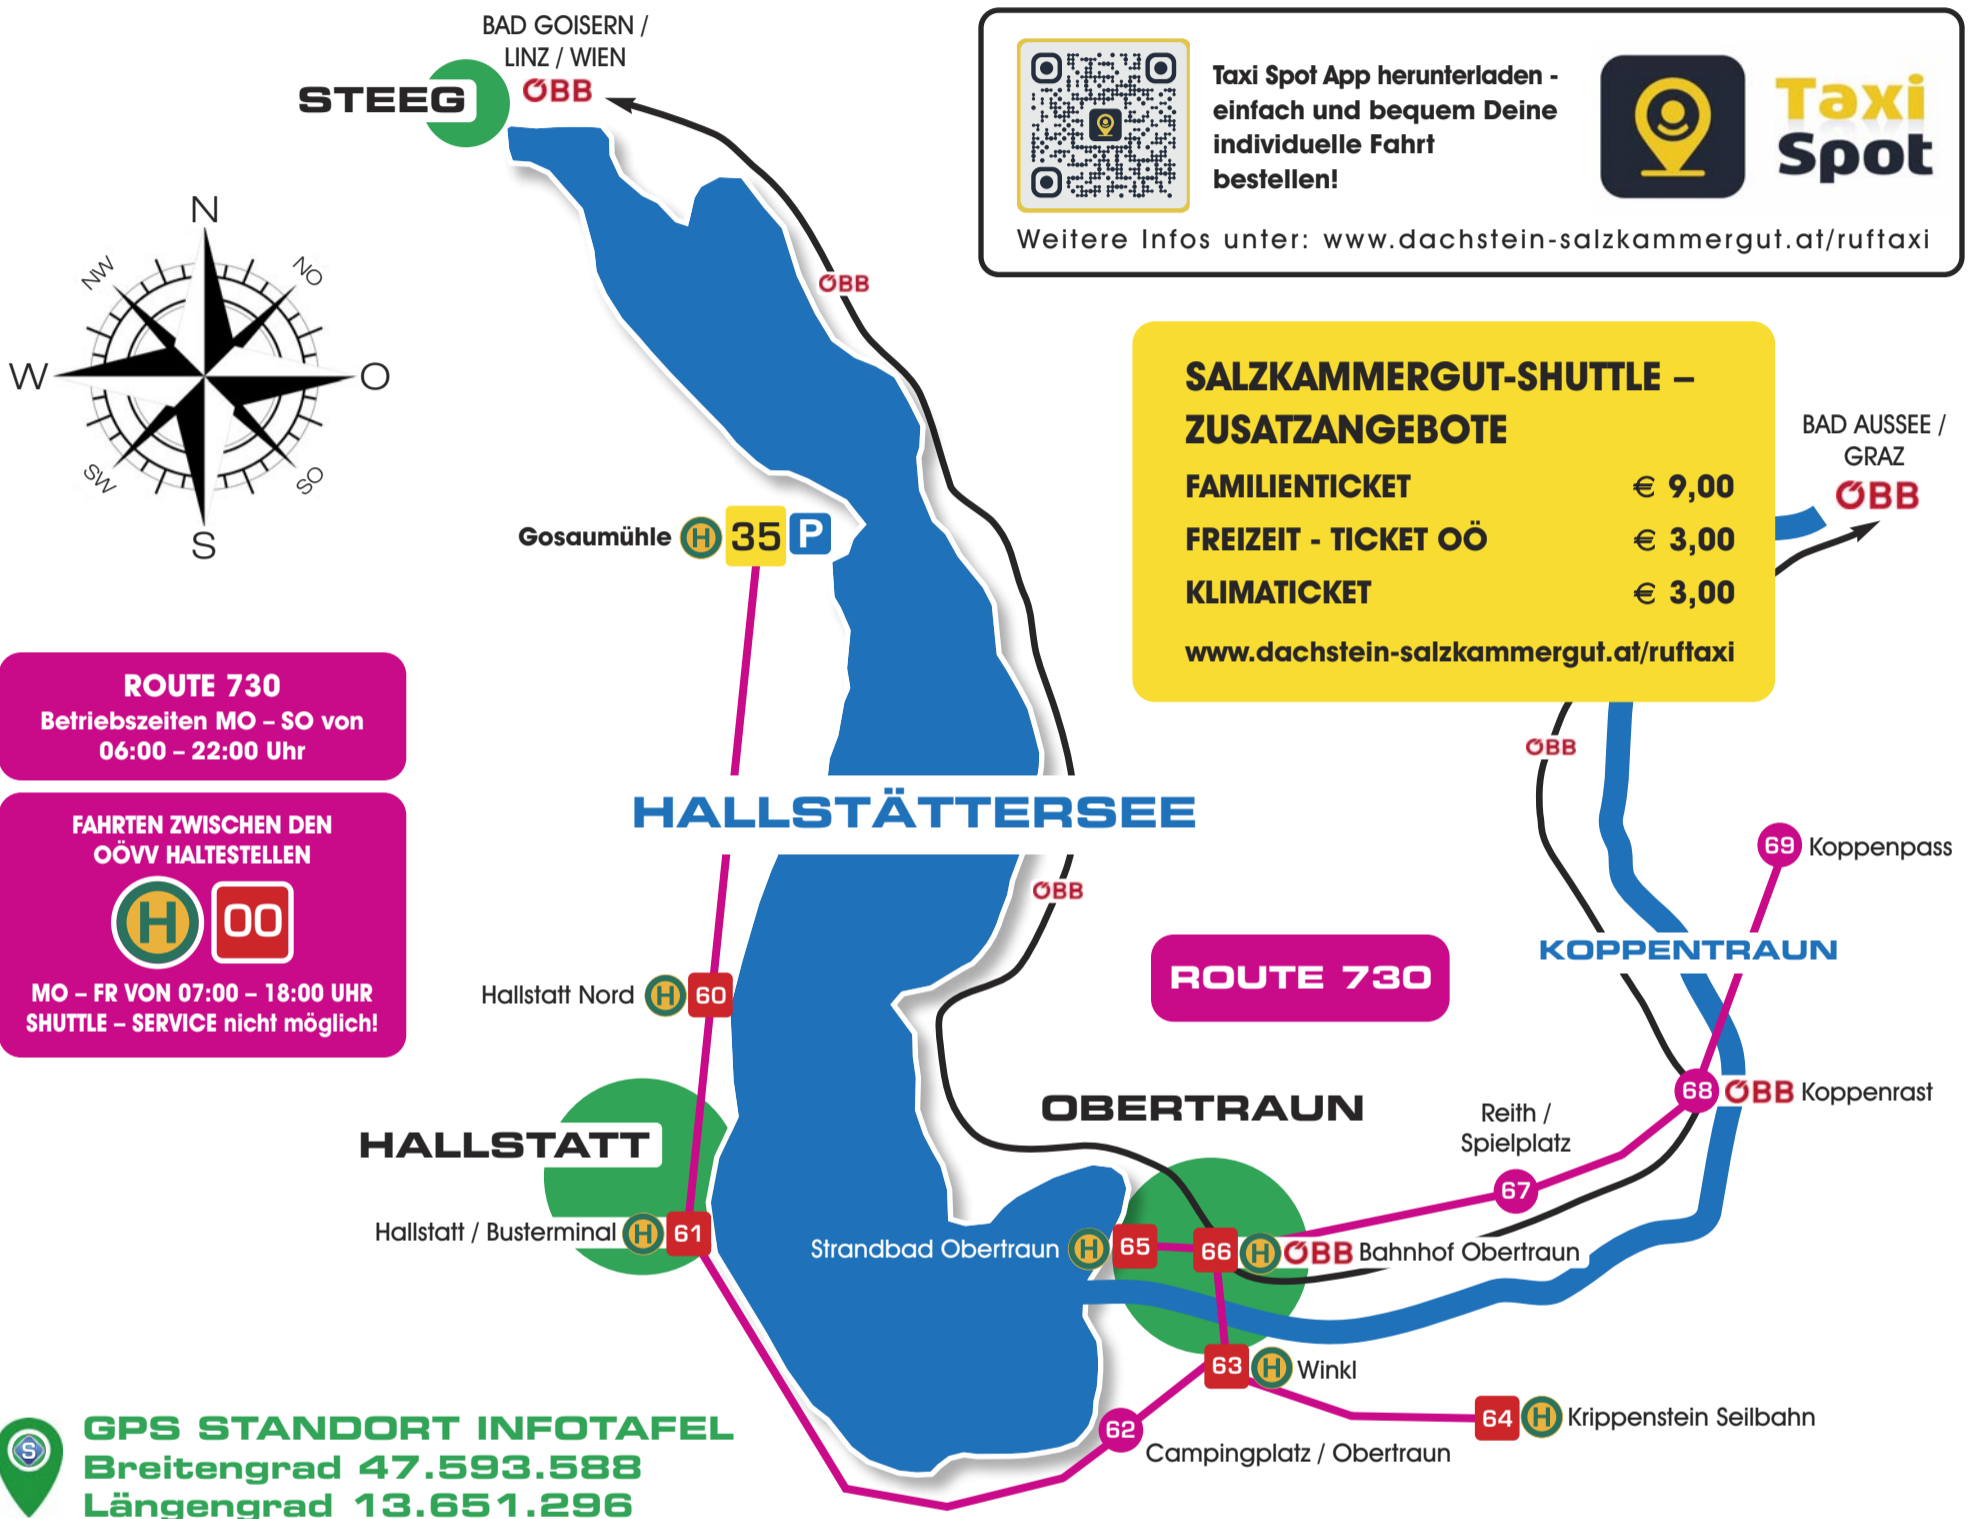 BAD GOISERN /
LINZ / WIEN
STEEG
ÖBB
Taxi Spot App herunterladen -
einfach und bequem Deine
individuelle Fahrt
bestellen!
Taxi
Spot
Weitere Infos unter: www.dachstein-salzkammergut.at/ruftaxi
N
NW
NO
W
O
SW
SO
S
ÖBB
SALZKAMMERGUT-SHUTTLE –
ZUSATZANGEBOTE
FAMILIENTICKET € 9,00
FREIZEIT - TICKET OÖ € 3,00
KLIMATICKET € 3,00
www.dachstein-salzkammergut.at/ruftaxi
BAD AUSSEE /
GRAZ
ÖBB
Gosaumühle H 35 P
ROUTE 730
Betriebszeiten MO – SO von
06:00 – 22:00 Uhr
FAHRTEN ZWISCHEN DEN
OÖVV HALTESTELLEN
H 00
MO – FR VON 07:00 – 18:00 UHR
SHUTTLE – SERVICE nicht möglich!
HALLSTÄTTERSEE
ÖBB
ÖBB
69 Koppenpass
KOPPENTRAUN
ROUTE 730
Hallstatt Nord H 60
68 ÖBB Koppenrast
OBERTRAUN
Reith /
Spielplatz
67
HALLSTATT
Hallstatt / Busterminal H 61
Strandbad Obertraun H 65
66 H ÖBB Bahnhof Obertraun
63 H Winkl
64 H Krippenstein Seilbahn
62
Campingplatz / Obertraun
S
GPS STANDORT INFOTAFEL
Breitengrad 47.593.588
Längengrad 13.651.296